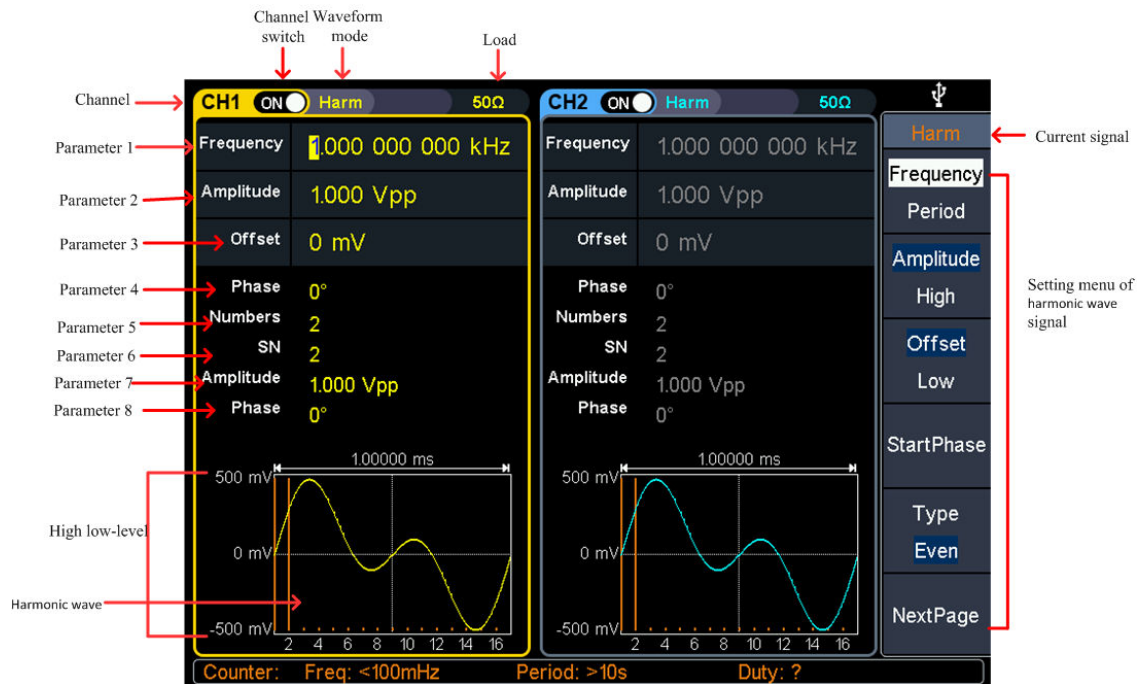 Channel switch
Waveform mode
Load
Channel
Parameter 1
Parameter 2
Parameter 3
Parameter 4
Parameter 5
Parameter 6
Parameter 7
Parameter 8
High low-level
Harmonic wave
CH1 ON Harm 50Ω
Frequency 1.000 000 000 kHz
Amplitude 1.000 Vpp
Offset 0 mV
Phase 0°
Numbers 2
SN 2
Amplitude 1.000 Vpp
Phase 0°
1.00000 ms
500 mV
0 mV
-500 mV
2 4 6 8 10 12 14 16
CH2 ON Harm 50Ω
Frequency 1.000 000 000 kHz
Amplitude 1.000 Vpp
Offset 0 mV
Phase 0°
Numbers 2
SN 2
Amplitude 1.000 Vpp
Phase 0°
1.00000 ms
500 mV
0 mV
-500 mV
2 4 6 8 10 12 14 16
Harm
Frequency
Period
Amplitude
High
Offset
Low
StartPhase
Type
Even
NextPage
Current signal
Setting menu of
harmonic wave
signal
Counter: Freq: <100mHz Period: >10s Duty: ?